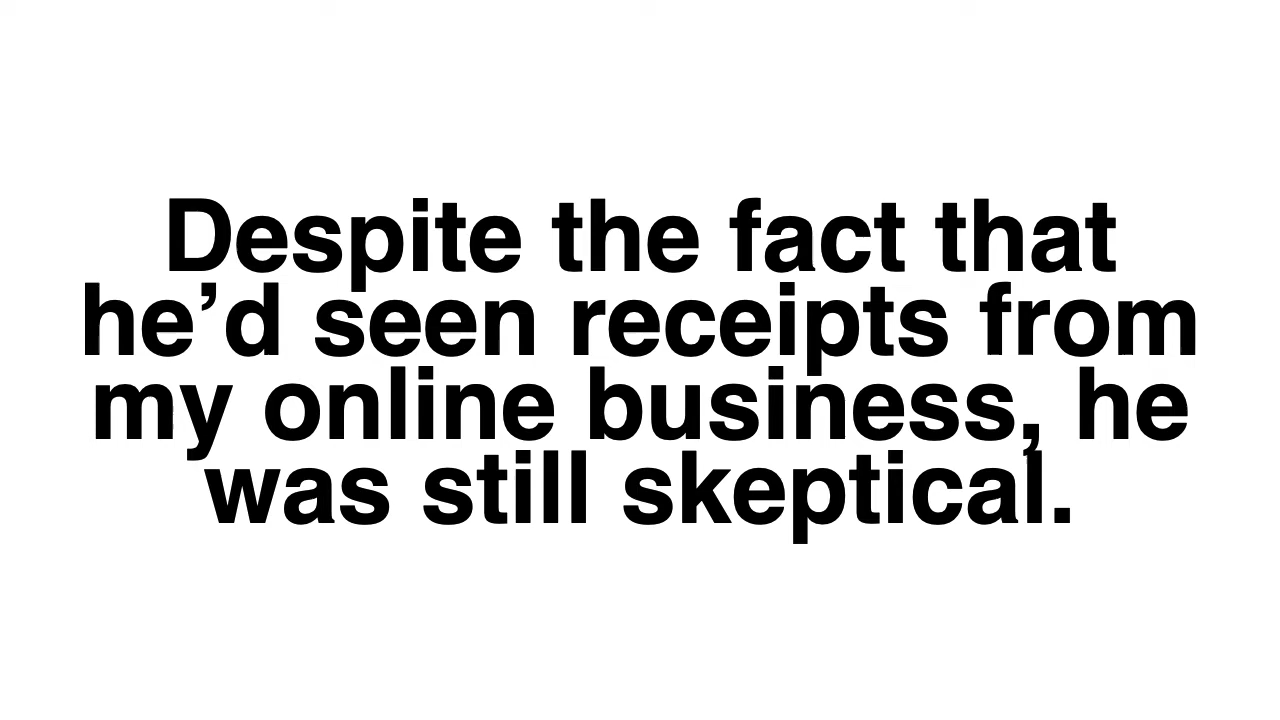 Despite the fact that
he’d seen receipts from
my online business, he
was still skeptical.